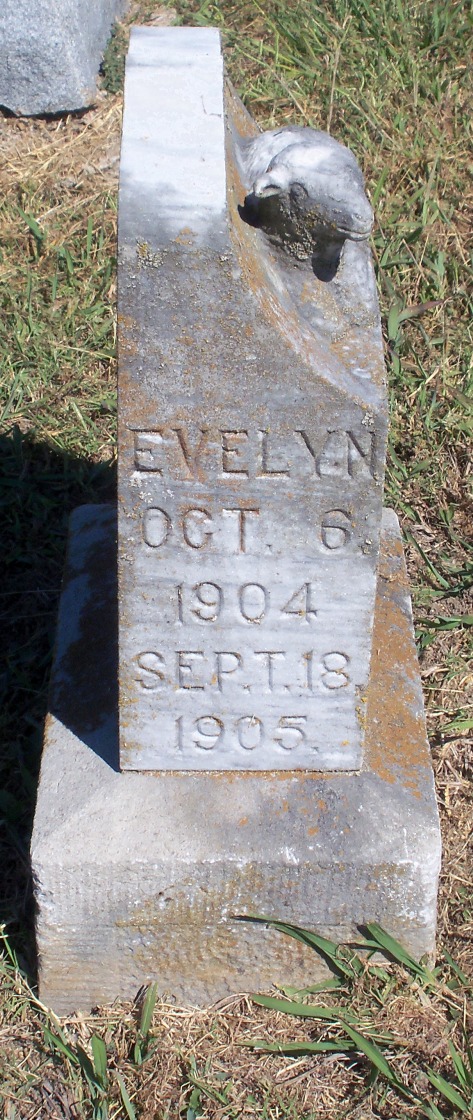 EVELYN
OCT. 6.
1904
SEPT. 18.
1905.